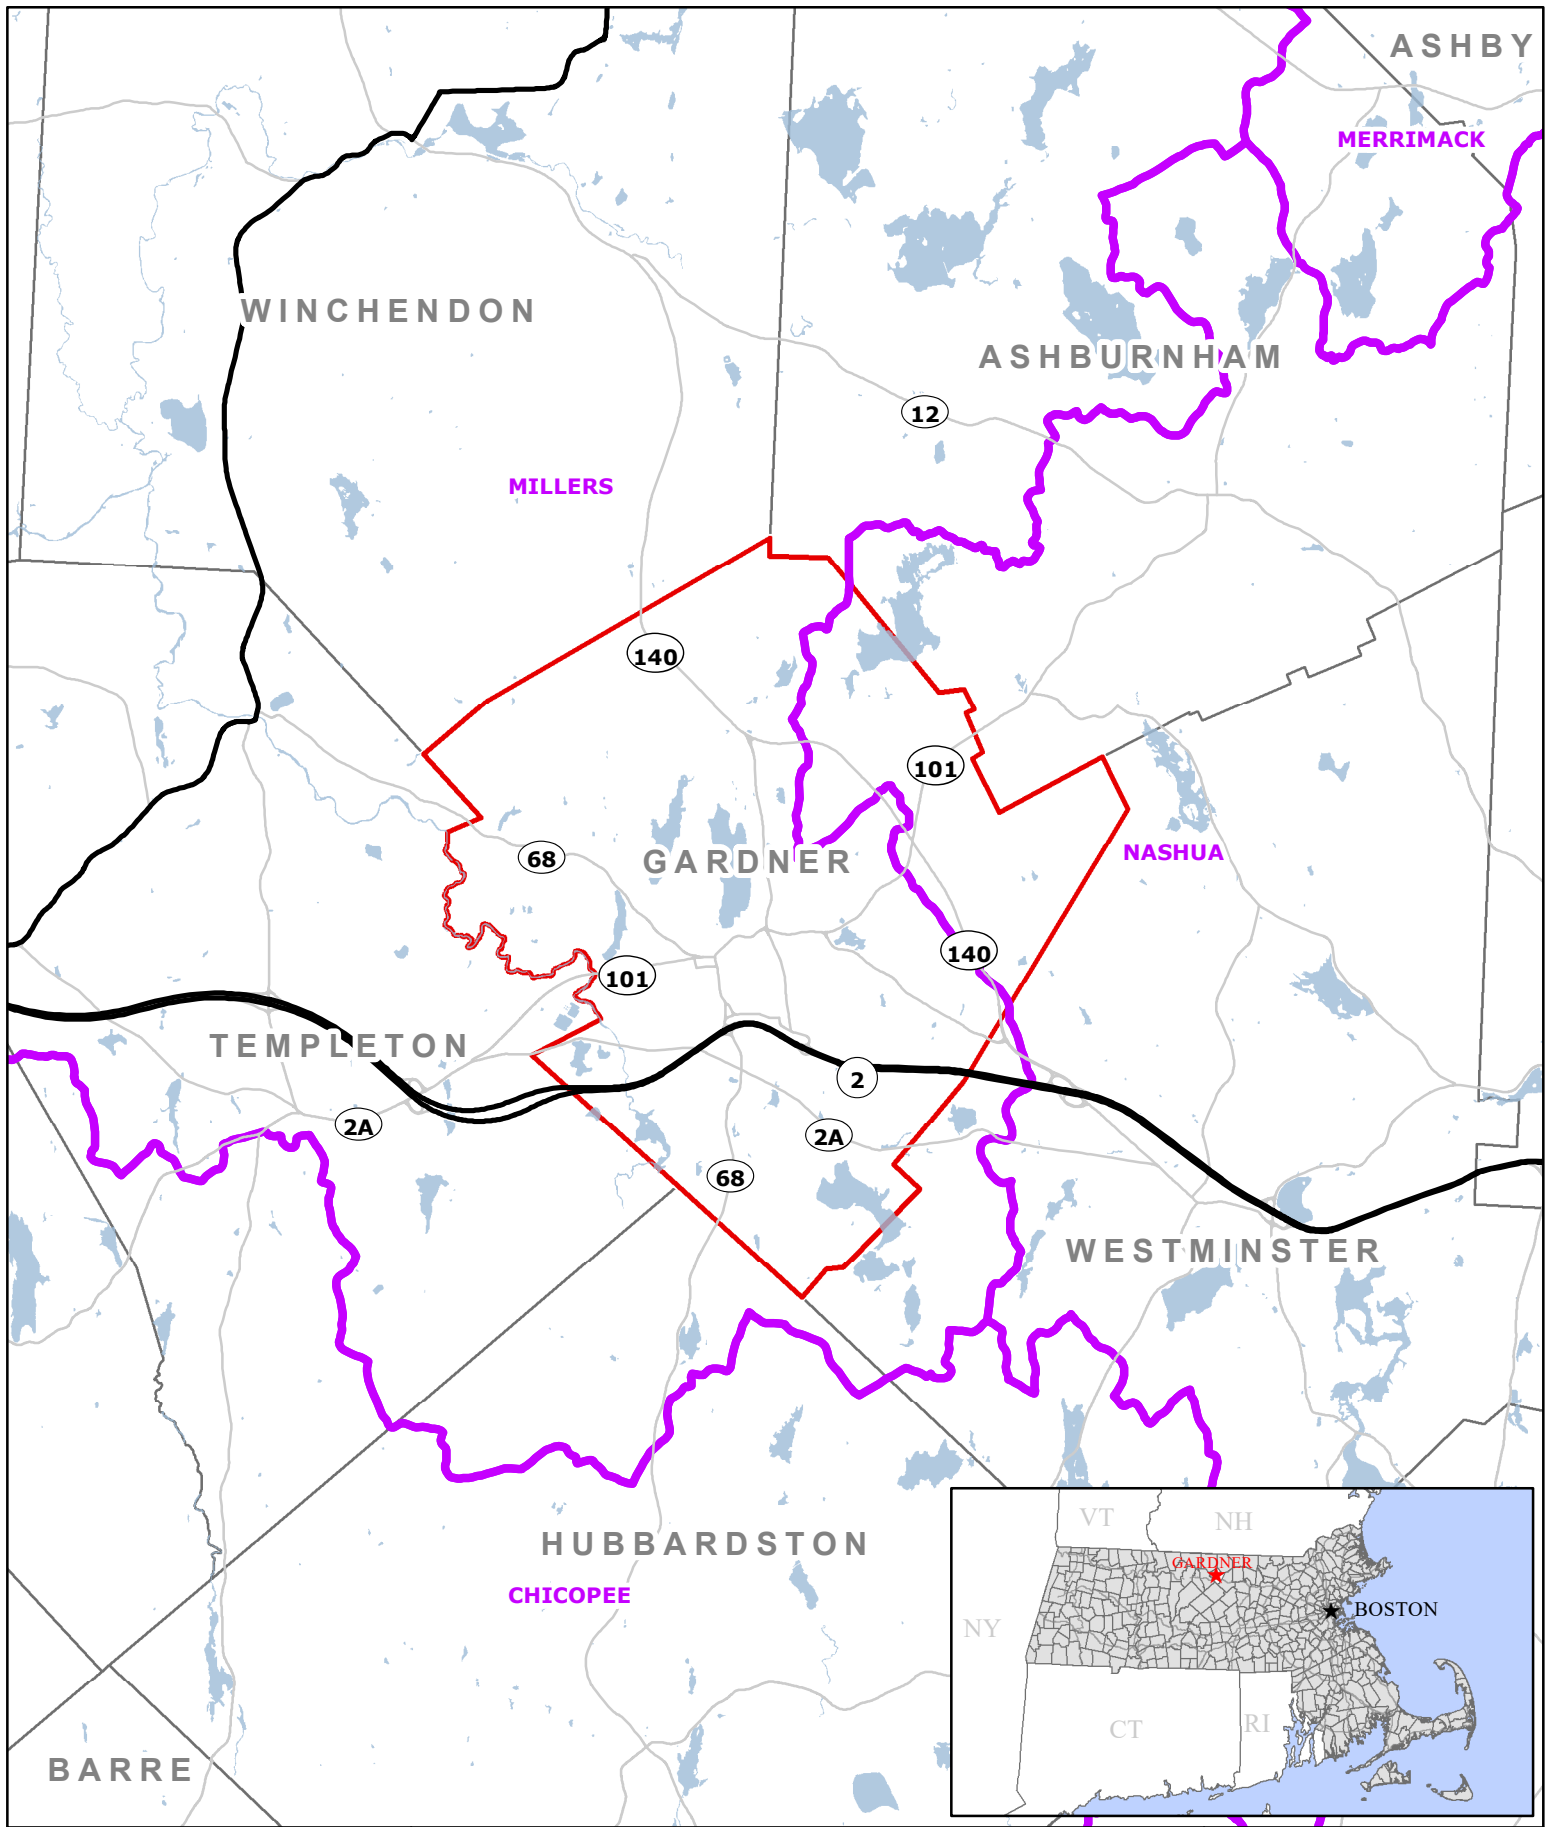 ASHBY
MERRIMACK
WINCHENDON
ASHBURNHAM
12
MILLERS
140
101
68
GARDNER
NASHUA
140
101
TEMPLETON
2
2A
2A
68
WESTMINSTER
HUBBARDSTON
CHICOPEE
BARRE
VT
NH
GARDNER
BOSTON
NY
CT
RI